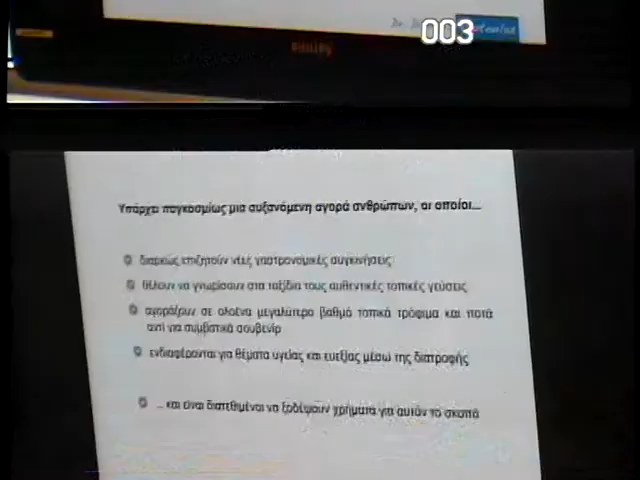 003
PHILIPS
Υπάρχει παγκοσμίως μια αυξανόμενη αγορά ανθρώπων, οι οποίοι...
διαρκώς επιζητούν νέες γαστρονομικές συγκινήσεις
θέλουν να γνωρίσουν στα ταξίδια τους αυθεντικές τοπικές γεύσεις
αγοράζουν σε ολοένα μεγαλύτερο βαθμό τοπικά τρόφιμα και ποτά
αντί για συμβατικά σουβενίρ
ενδιαφέρονται για θέματα υγείας και ευεξίας μέσω της διατροφής
... και είναι διατεθιμένοι να ξοδέψουν χρήματα για αυτόν το σκοπό